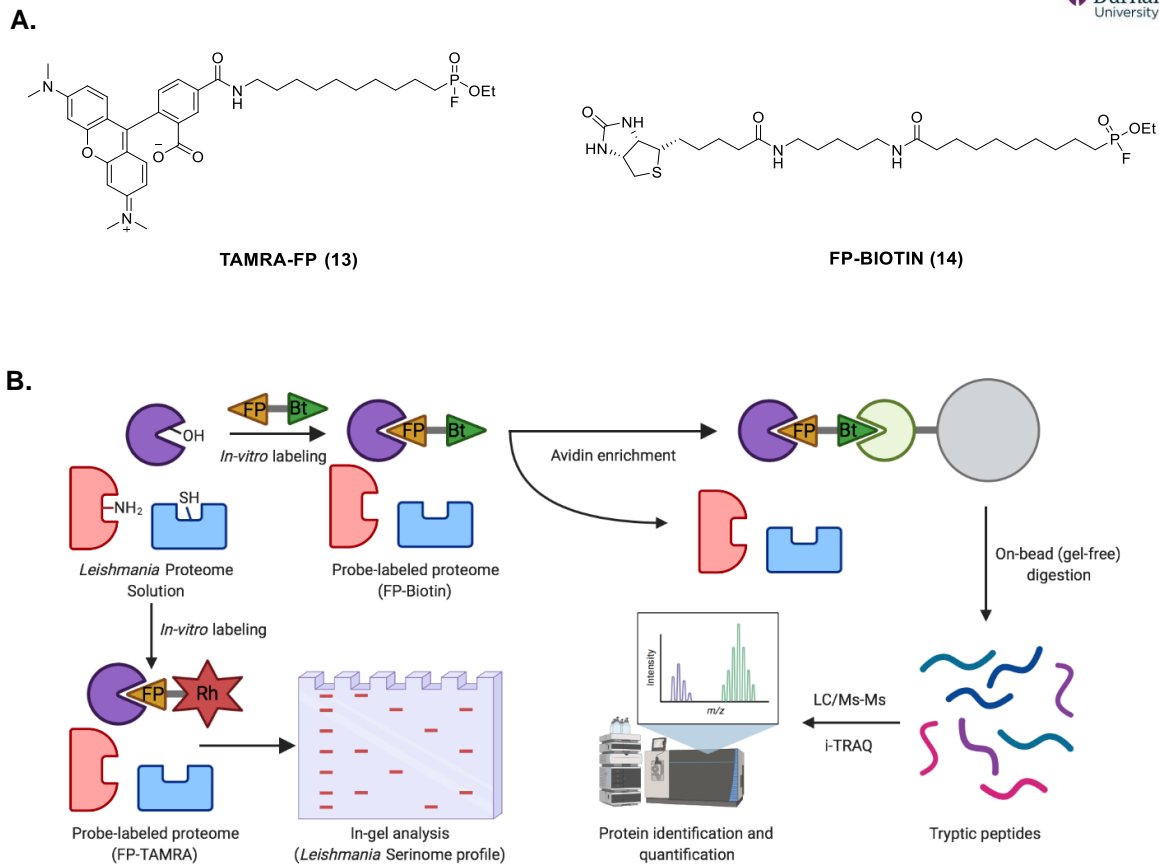 University
A.
N
O
N
+
O
−
O
O
N
H
O
P
OEt
F
TAMRA-FP (13)
O
HN
NH
S
O
N
H
N
H
O
O
P
OEt
F
FP-BIOTIN (14)
B.
OH
FP Bt
In-vitro labeling
FP Bt
Avidin enrichment
FP Bt
NH2
SH
Leishmania Proteome
Solution
Probe-labeled proteome
(FP-Biotin)
On-bead (gel-free)
digestion
In-vitro labeling
FP Rh
Intensity
m/z
LC/Ms-Ms
i-TRAQ
Probe-labeled proteome
(FP-TAMRA)
In-gel analysis
(Leishmania Serinome profile)
Protein identification and
quantification
Tryptic peptides